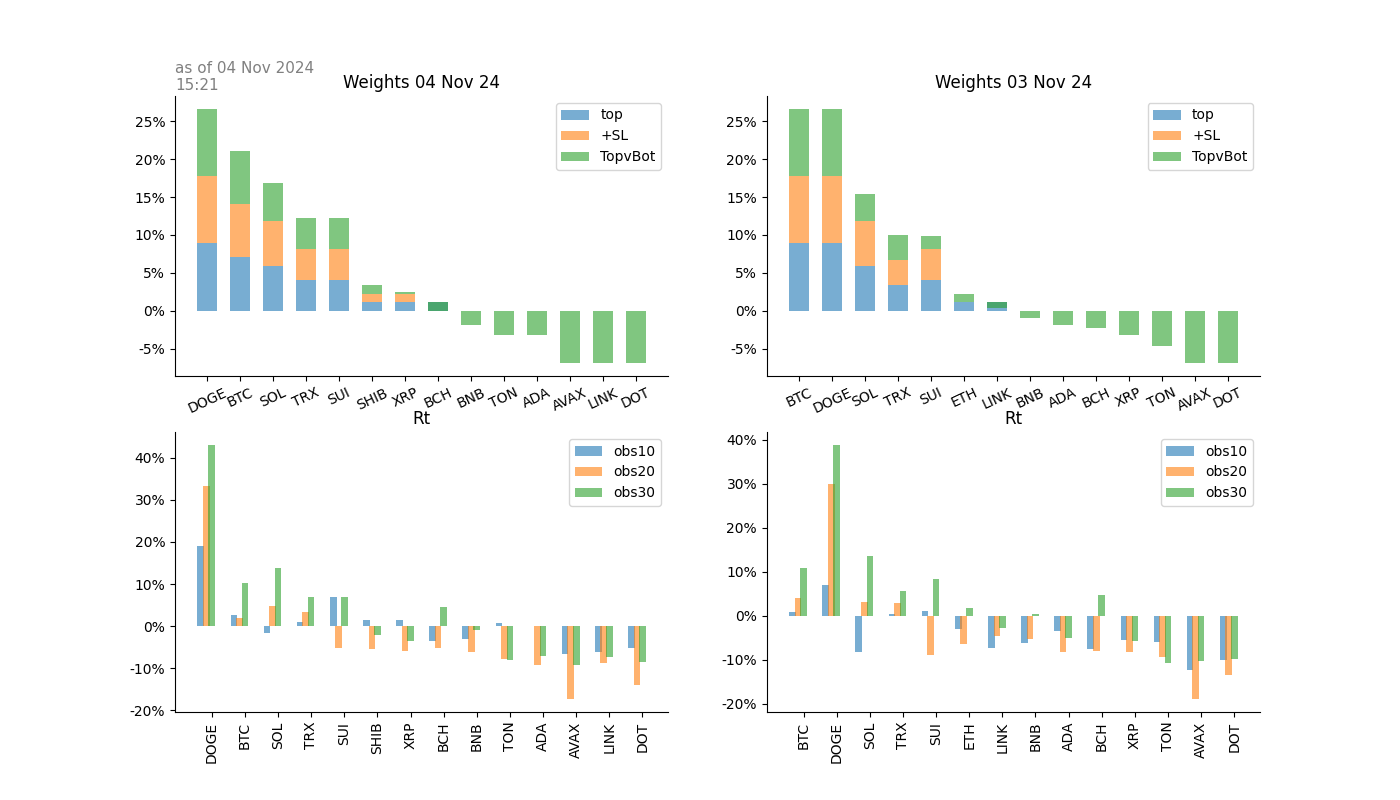 as of 04 Nov 2024
15:21
Weights 04 Nov 24
25%
20%
15%
10%
5%
0%
-5%
top
+SL
TopvBot
DOGE BTC SOL TRX SUI SHIB XRP BCH BNB TON ADA AVAX LINK DOT
Weights 03 Nov 24
25%
20%
15%
10%
5%
0%
-5%
top
+SL
TopvBot
BTC DOGE SOL TRX SUI ETH LINK BNB ADA BCH XRP TON AVAX DOT
Rt
40%
30%
20%
10%
0%
-10%
-20%
obs10
obs20
obs30
DOGE BTC SOL TRX SUI SHIB XRP BCH BNB TON ADA AVAX LINK DOT
Rt
40%
30%
20%
10%
0%
-10%
-20%
obs10
obs20
obs30
BTC DOGE SOL TRX SUI ETH LINK BNB ADA BCH XRP TON AVAX DOT